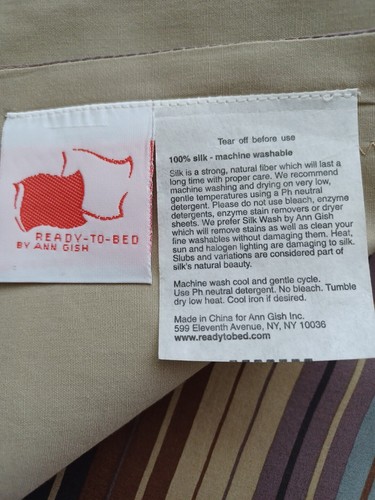 READY-TO-BED
BY ANN GISH
Tear off before use
100% silk - machine washable
Silk is a strong, natural fiber which will last a
long time with proper care. We recommend
machine washing and drying on very low,
gentle temperatures using a Ph neutral
detergent. Please do not use bleach, enzyme
detergents, enzyme stain removers or dryer
sheets. We prefer Silk Wash by Ann Gish
which will remove stains as well as clean your
fine washables without damaging them. Heat,
sun and halogen lighting are damaging to silk.
Slubs and variations are considered part of
silk's natural beauty.
Machine wash cool and gentle cycle.
Use Ph neutral detergent. No bleach. Tumble
dry low heat. Cool iron if desired.
Made in China for Ann Gish Inc.
599 Eleventh Avenue, NY, NY 10036
www.readytobed.com